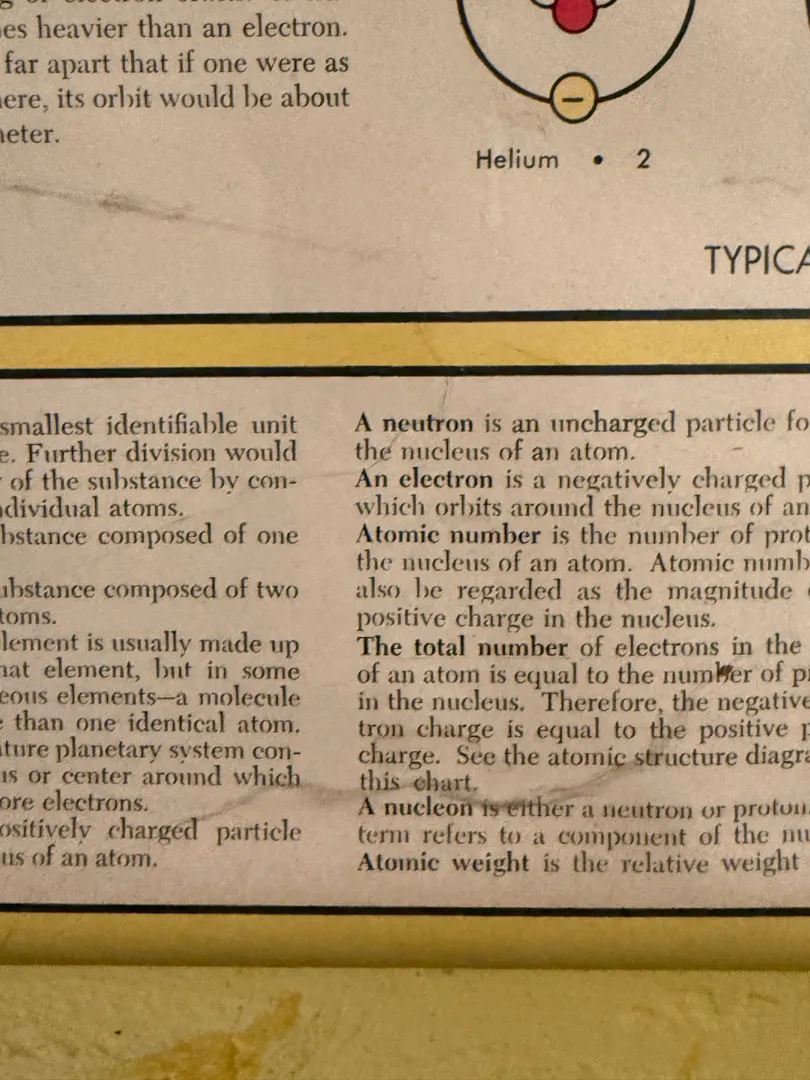 es heavier than an electron.
far apart that if one were as
ere, its orbit would be about
eter.
−
Helium • 2
TYPICA
smallest identifiable unit
e. Further division would
of the substance by con-
dividual atoms.
bstance composed of one
ubstance composed of two
toms.
lement is usually made up
at element, but in some
eous elements—a molecule
than one identical atom.
ture planetary system con-
us or center around which
ore electrons.
ositively charged particle
us of an atom.
A neutron is an uncharged particle fo
the nucleus of an atom.
An electron is a negatively charged p
which orbits around the nucleus of an
Atomic number is the number of prot
the nucleus of an atom. Atomic numb
also be regarded as the magnitude
positive charge in the nucleus.
The total number of electrons in the
of an atom is equal to the number of pr
in the nucleus. Therefore, the negative
tron charge is equal to the positive p
charge. See the atomic structure diagra
this chart.
A nucleon is either a neutron or proton.
term refers to a component of the nu
Atomic weight is the relative weight